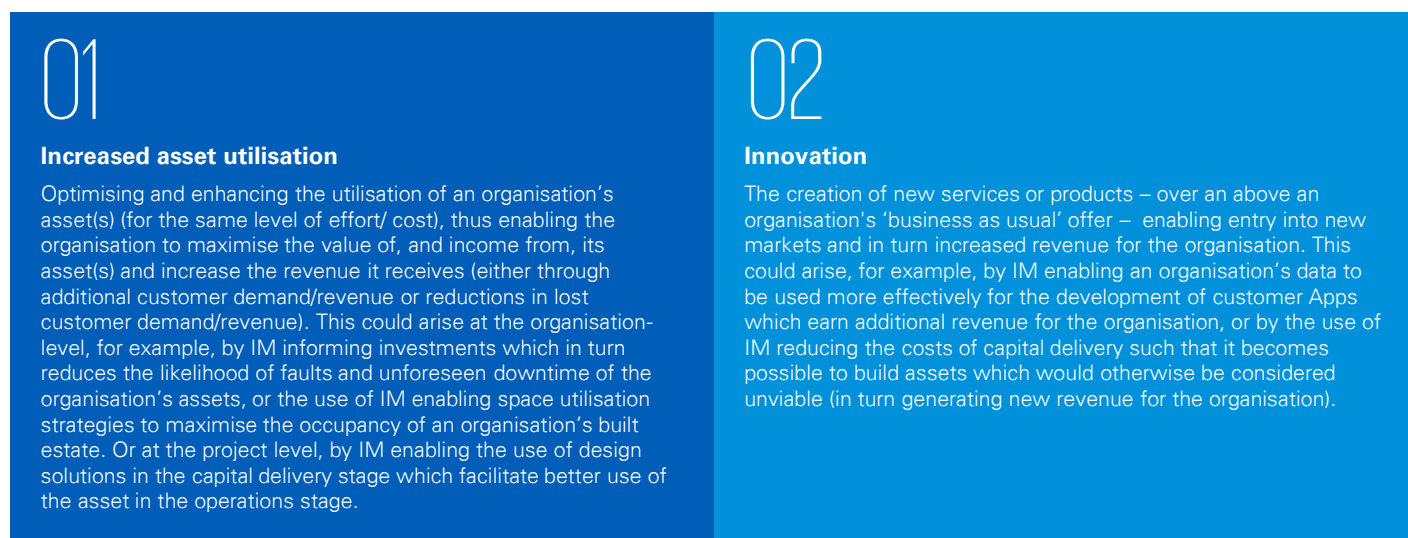 01
Increased asset utilisation
Optimising and enhancing the utilisation of an organisation’s
asset(s) (for the same level of effort/ cost), thus enabling the
organisation to maximise the value of, and income from, its
asset(s) and increase the revenue it receives (either through
additional customer demand/revenue or reductions in lost
customer demand/revenue). This could arise at the organisation-
level, for example, by IM informing investments which in turn
reduces the likelihood of faults and unforeseen downtime of the
organisation’s assets, or the use of IM enabling space utilisation
strategies to maximise the occupancy of an organisation’s built
estate. Or at the project level, by IM enabling the use of design
solutions in the capital delivery stage which facilitate better use of
the asset in the operations stage.
02
Innovation
The creation of new services or products – over an above an
organisation's ‘business as usual’ offer – enabling entry into new
markets and in turn increased revenue for the organisation. This
could arise, for example, by IM enabling an organisation’s data to
be used more effectively for the development of customer Apps
which earn additional revenue for the organisation, or by the use of
IM reducing the costs of capital delivery such that it becomes
possible to build assets which would otherwise be considered
unviable (in turn generating new revenue for the organisation).